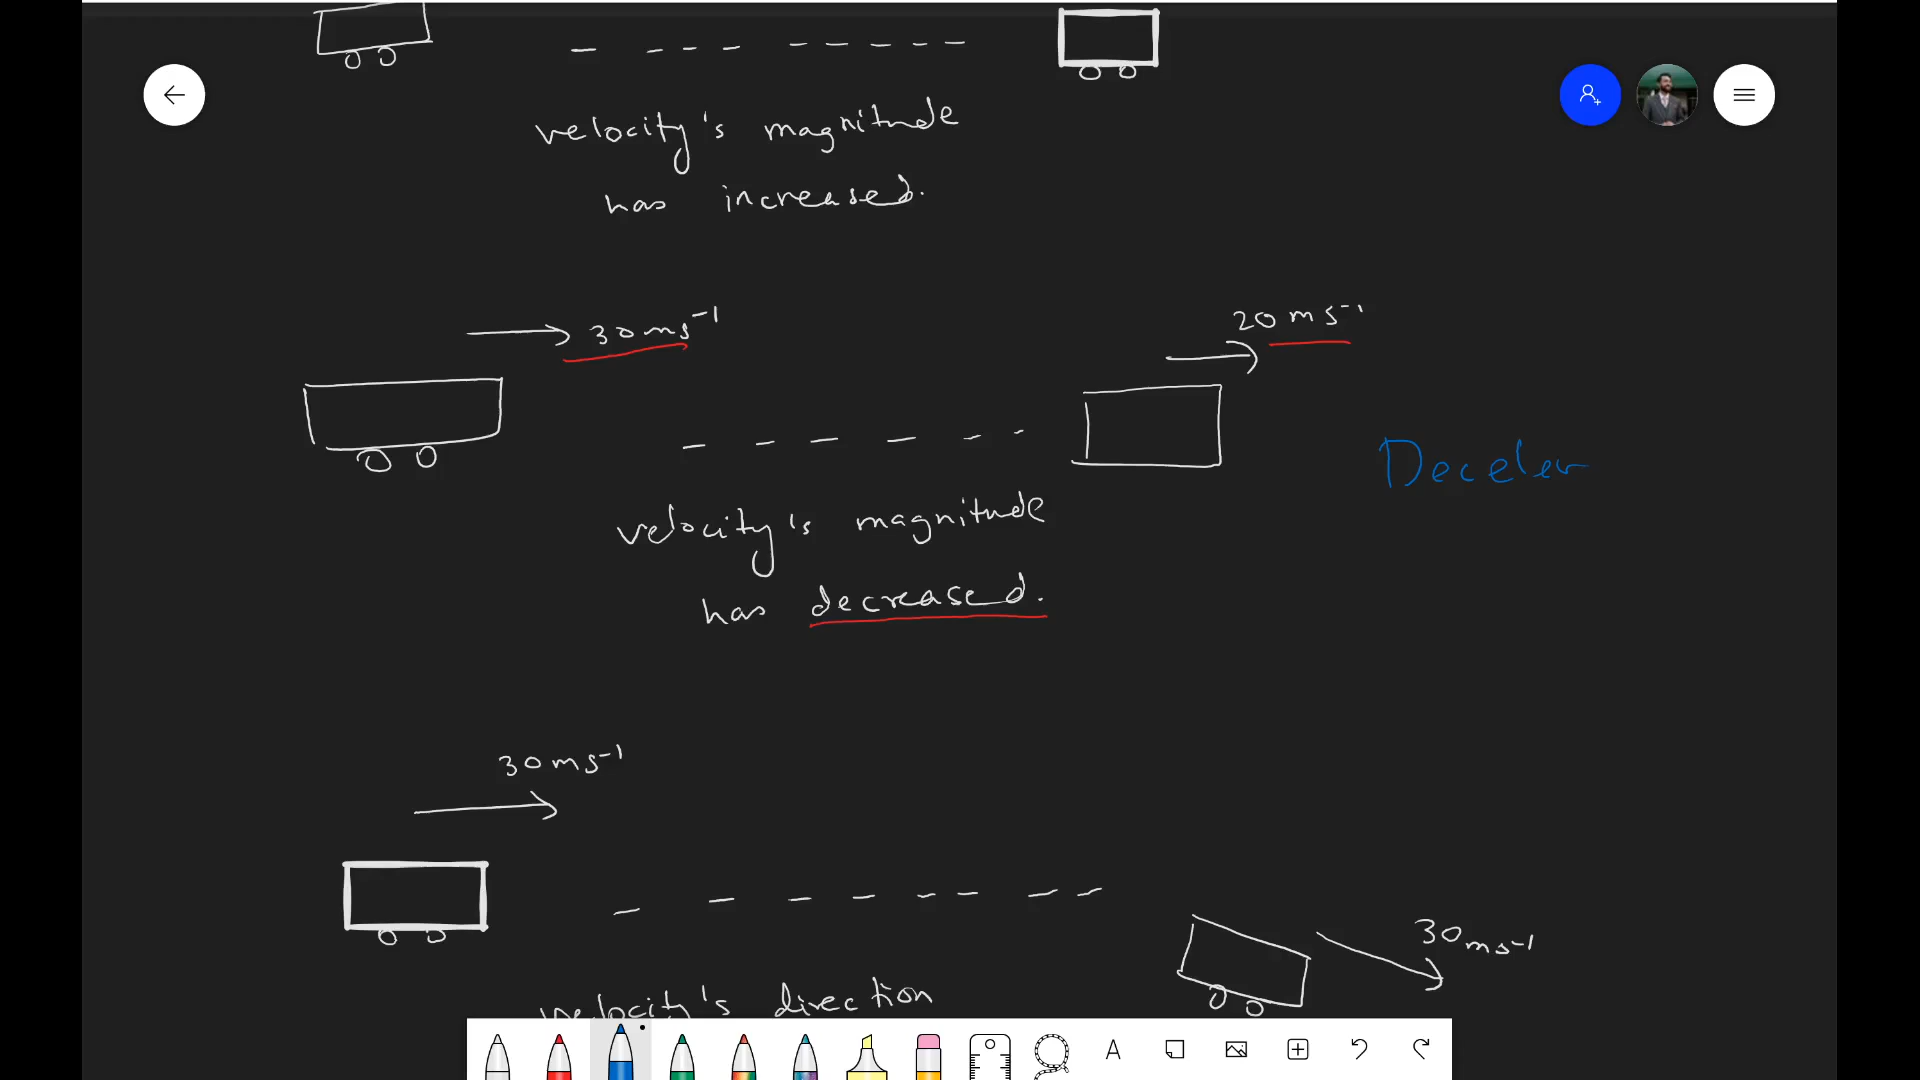 velocity's magnitude
has increased.
30 ms⁻¹
20 ms⁻¹
Deceler
velocity's magnitude
has decreased.
30 ms⁻¹
30 ms⁻¹
velocity's direction
A